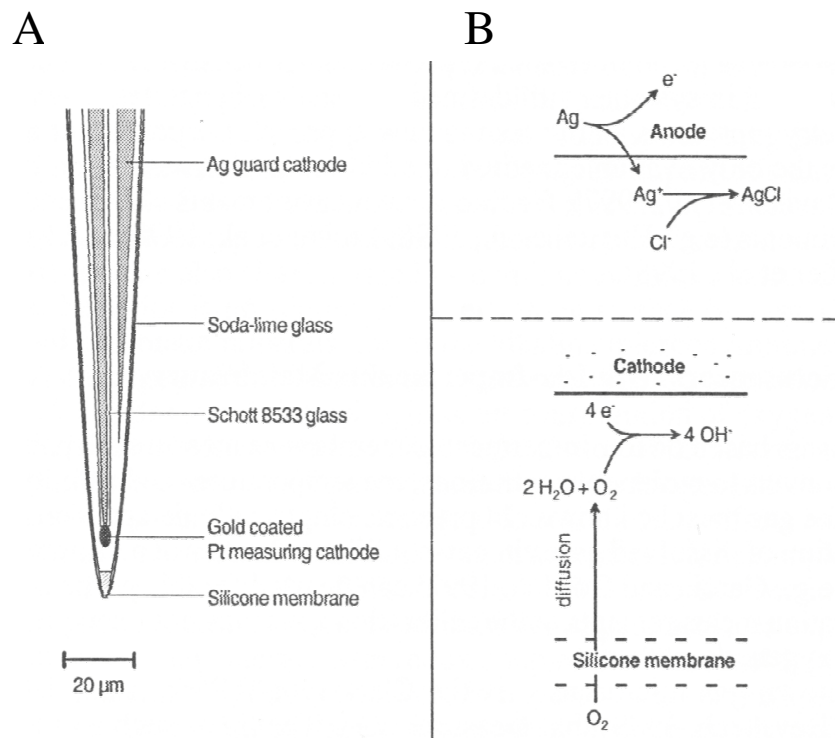 A
Ag guard cathode
Soda-lime glass
Schott 8533 glass
Gold coated
Pt measuring cathode
Silicone membrane
20 µm
B
e-
Ag
Anode
Ag+
AgCl
Cl-
Cathode
4 e-
4 OH-
2 H2O + O2
diffusion
Silicone membrane
O2